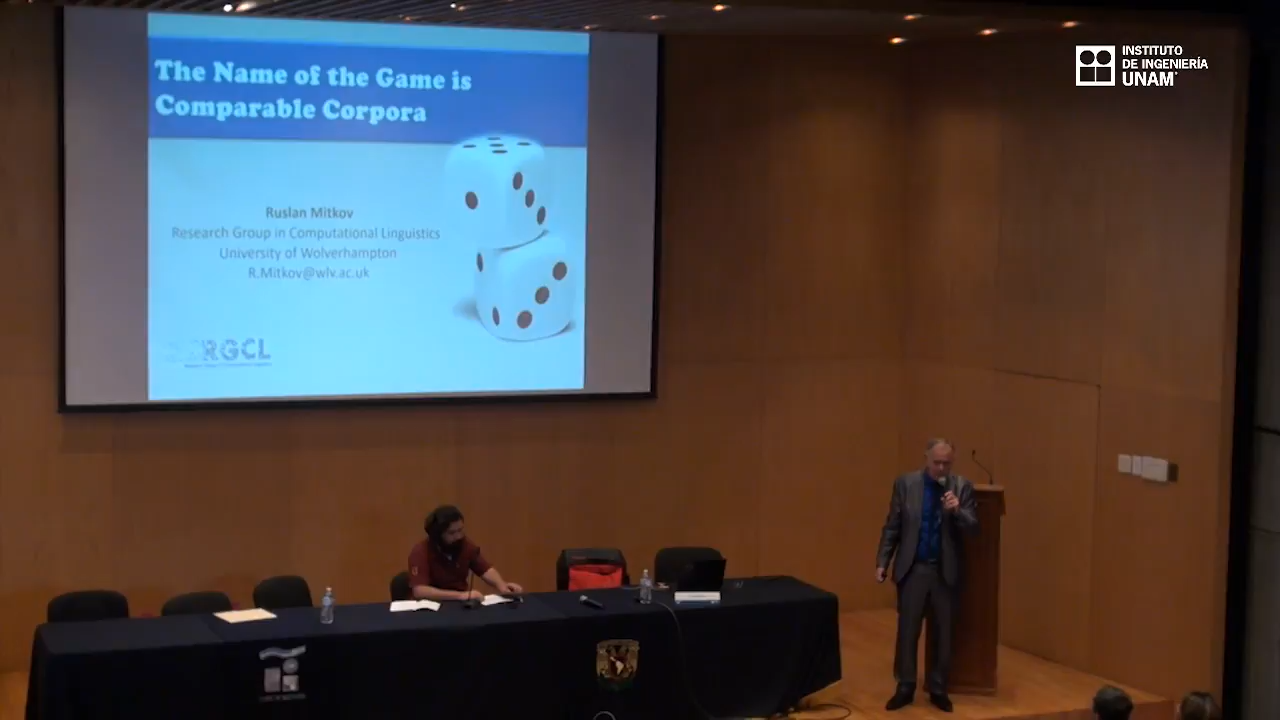 The Name of the Game is
Comparable Corpora
Ruslan Mitkov
Research Group in Computational Linguistics
University of Wolverhampton
R.Mitkov@wlv.ac.uk
RGCL
INSTITUTO
DE INGENIERÍA
UNAM